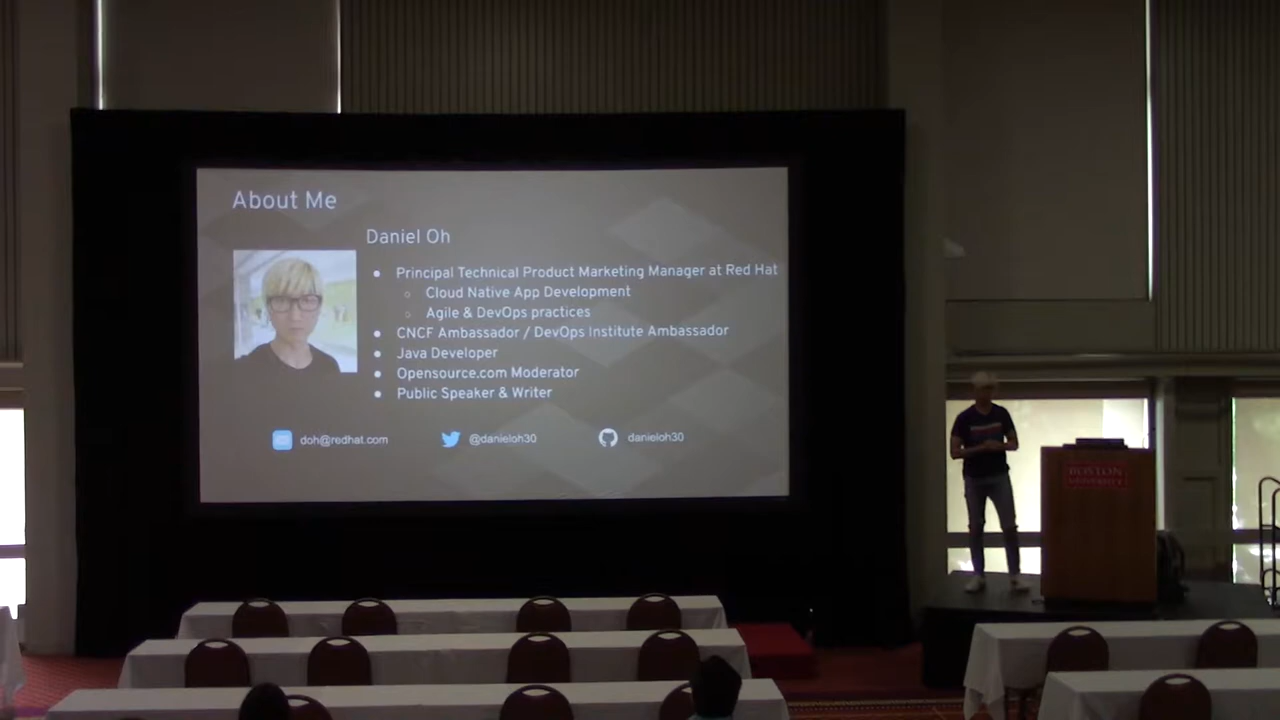 About Me
Daniel Oh
Principal Technical Product Marketing Manager at Red Hat
Cloud Native App Development
Agile & DevOps practices
CNCF Ambassador / DevOps Institute Ambassador
Java Developer
Opensource.com Moderator
Public Speaker & Writer
doh@redhat.com
@danieloh30
danieloh30
BOSTON
UNIVERSITY